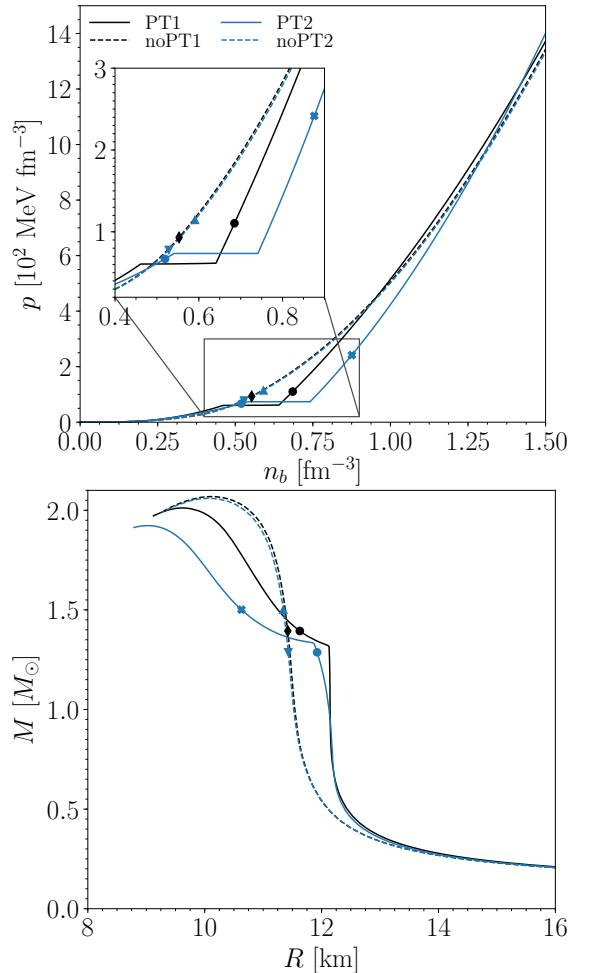 PT1 PT2
noPT1 noPT2
14
12
10
8
6
4
2
0
3
2
1
0.4 0.6 0.8
p [10² MeV fm⁻³]
0.00 0.25 0.50 0.75 1.00 1.25 1.50
n_b [fm⁻³]
2.0
1.5
1.0
0.5
0.0
M [M⊙]
8 10 12 14 16
R [km]